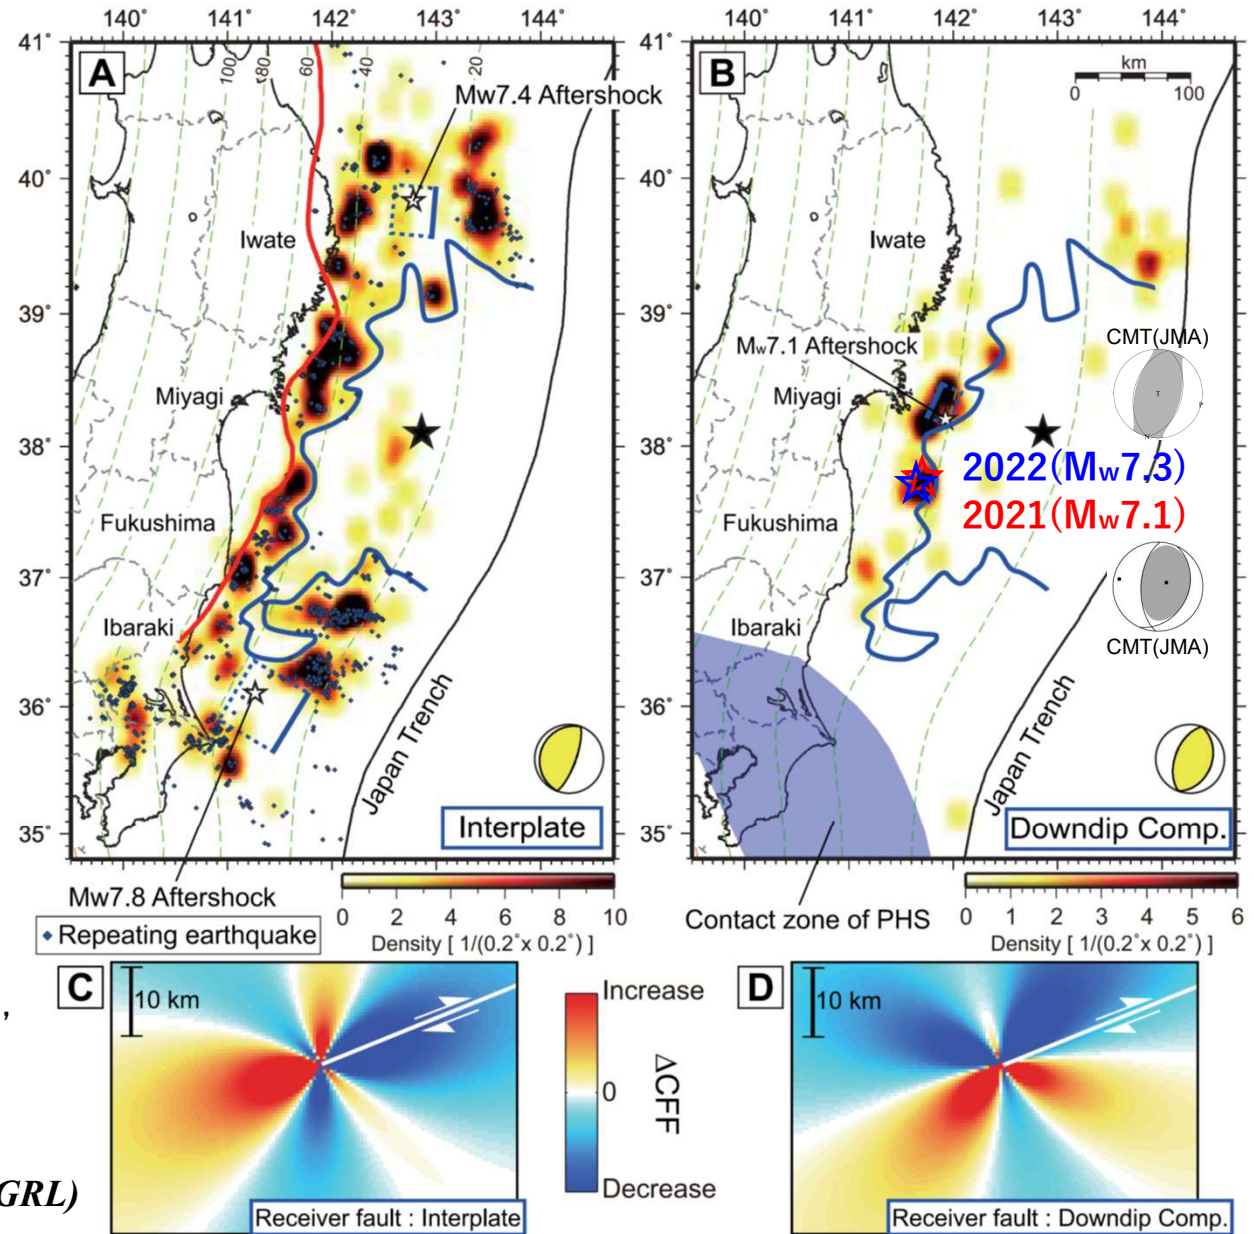 140° 141° 142° 143° 144°
140° 141° 142° 143° 144°
41°
40°
39°
38°
37°
36°
35°
A
100
80
60
40
20
Mw7.4 Aftershock
Iwate
Miyagi
Fukushima
Ibaraki
Japan Trench
Interplate
140° 141° 142° 143° 144°
Mw7.8 Aftershock
Repeating earthquake
0 2 4 6 8 10
Density [ 1/(0.2°x 0.2°) ]
41°
40°
39°
38°
37°
36°
35°
B
km
0 100
Iwate
Mw7.1 Aftershock
Miyagi
CMT(JMA)
T
P
N
2022(Mw7.3)
2021(Mw7.1)
Fukushima
CMT(JMA)
Ibaraki
Japan Trench
Downdip Comp.
Contact zone of PHS
0 1 2 3 4 5 6
Density [ 1/(0.2°x 0.2°) ]
C
10 km
,
GRL)
Receiver fault : Interplate
Increase
0
Decrease
ΔCFF
D
10 km
Receiver fault : Downdip Comp.